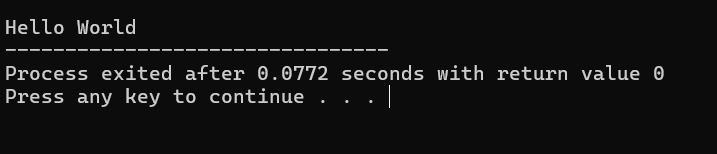 Hello World
--------------------------------
Process exited after 0.0772 seconds with return value 0
Press any key to continue . . .